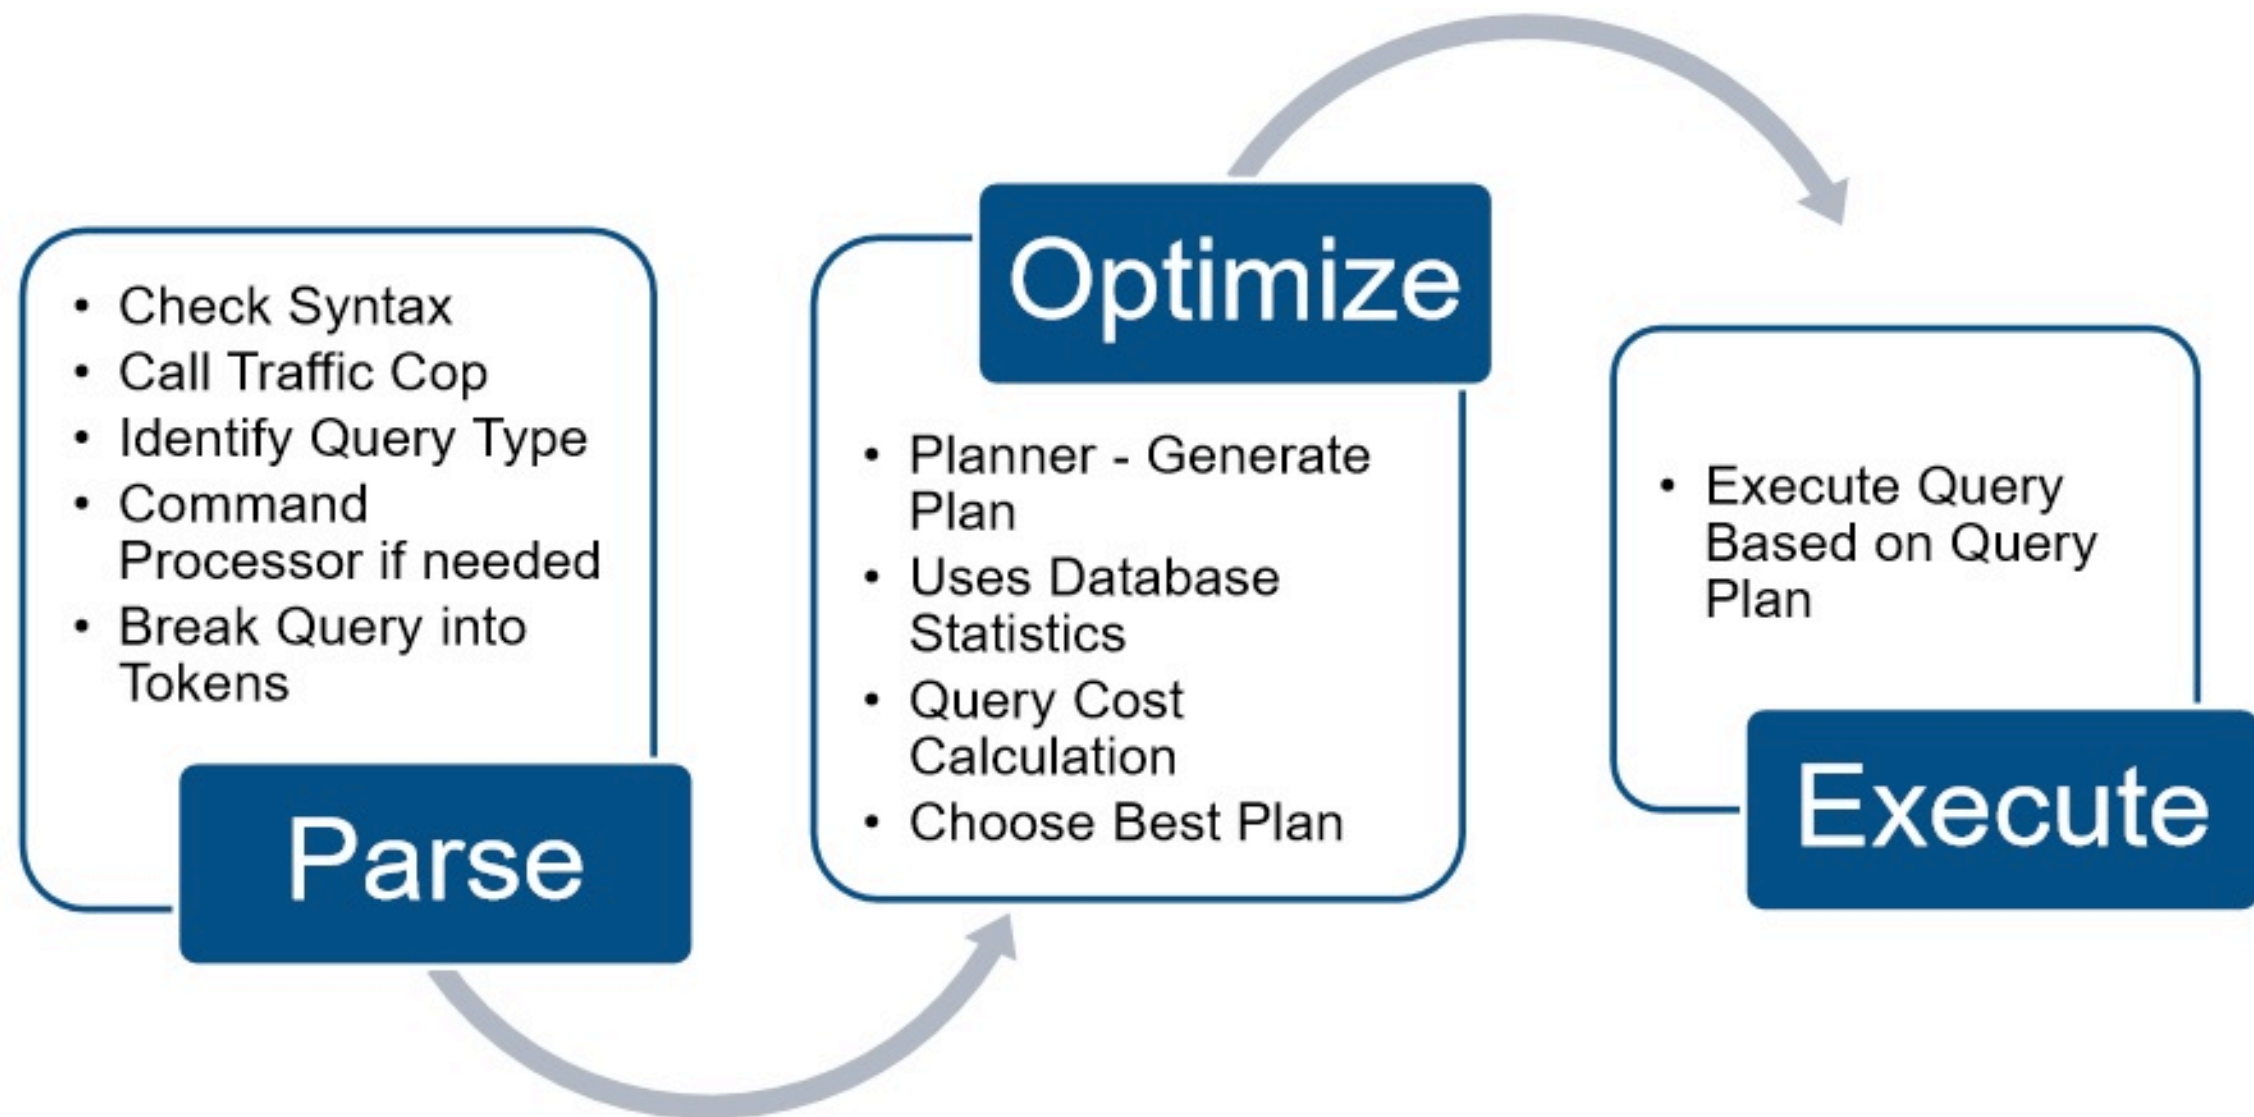 • Check Syntax
• Call Traffic Cop
• Identify Query Type
• Command
Processor if needed
• Break Query into
Tokens
Parse
Optimize
• Planner - Generate
Plan
• Uses Database
Statistics
• Query Cost
Calculation
• Choose Best Plan
• Execute Query
Based on Query
Plan
Execute